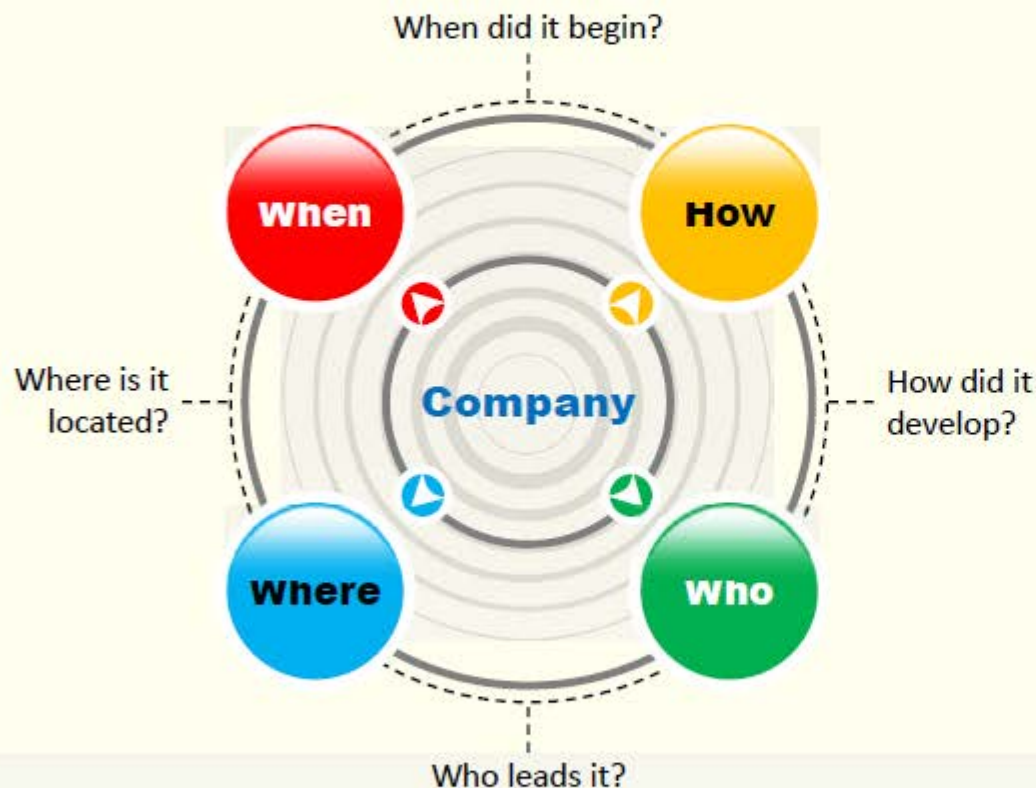 When did it begin?
When
How
Where is it
located?
Company
How did it
develop?
Where
Who
Who leads it?